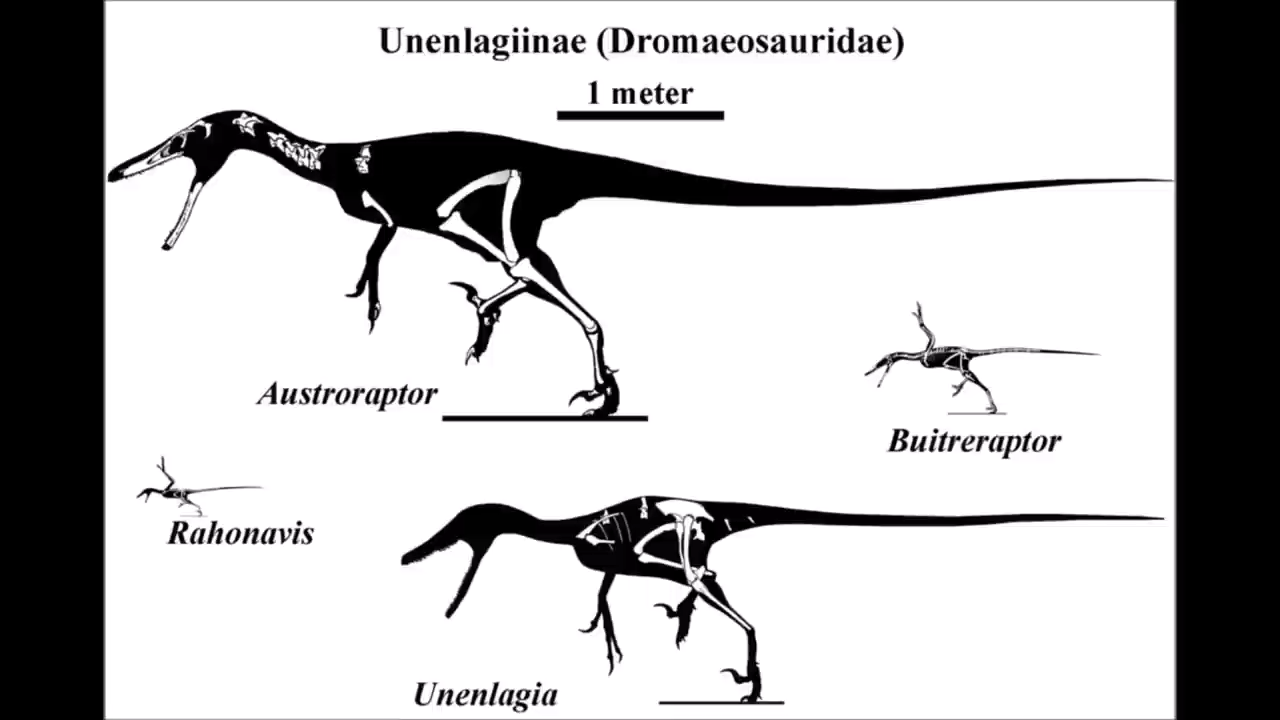 Unenlagiinae (Dromaeosauridae)
1 meter
Austroraptor
Buitreraptor
Rahonavis
Unenlagia